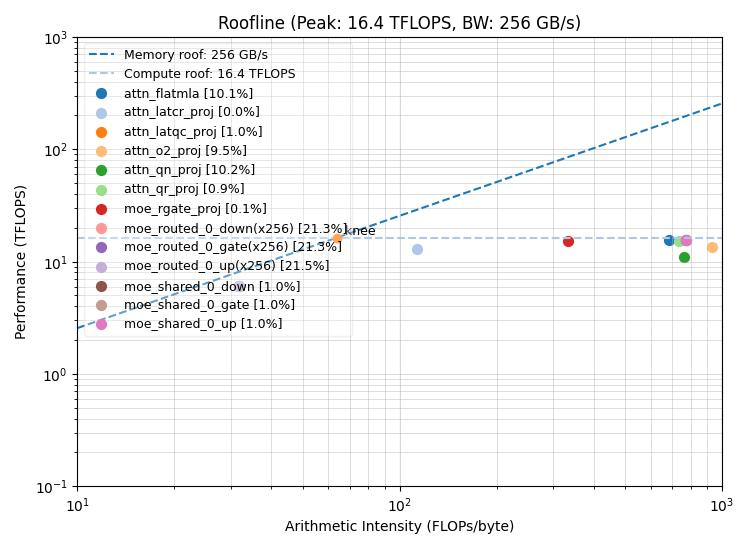 Roofline (Peak: 16.4 TFLOPS, BW: 256 GB/s)
Memory roof: 256 GB/s
Compute roof: 16.4 TFLOPS
attn_flatmla [10.1%]
attn_latcr_proj [0.0%]
attn_latqc_proj [1.0%]
attn_o2_proj [9.5%]
attn_qn_proj [10.2%]
attn_qr_proj [0.9%]
moe_rgate_proj [0.1%]
moe_routed_0_down(x256) [21.3%]
knee
moe_routed_0_gate(x256) [21.3%]
moe_routed_0_up(x256) [21.5%]
moe_shared_0_down [1.0%]
moe_shared_0_gate [1.0%]
moe_shared_0_up [1.0%]
Performance (TFLOPS)
10³
10²
10¹
10⁰
10⁻¹
10¹ 10² 10³
Arithmetic Intensity (FLOPs/byte)